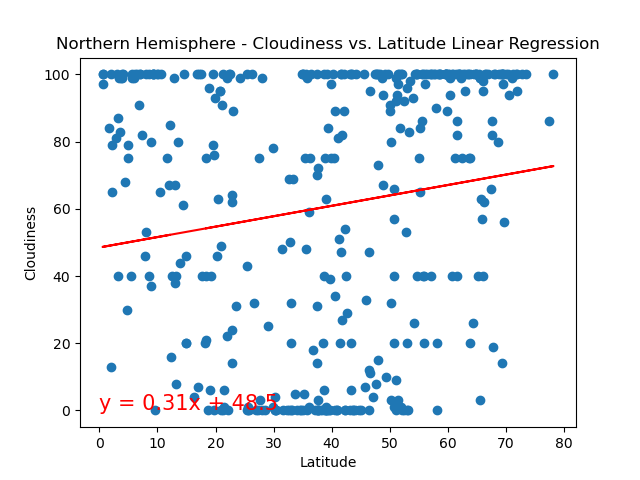 Northern Hemisphere - Cloudiness vs. Latitude Linear Regression
100
80
60
40
20
0
Cloudiness
y = 0.31x + 48.5
0 10 20 30 40 50 60 70 80
Latitude